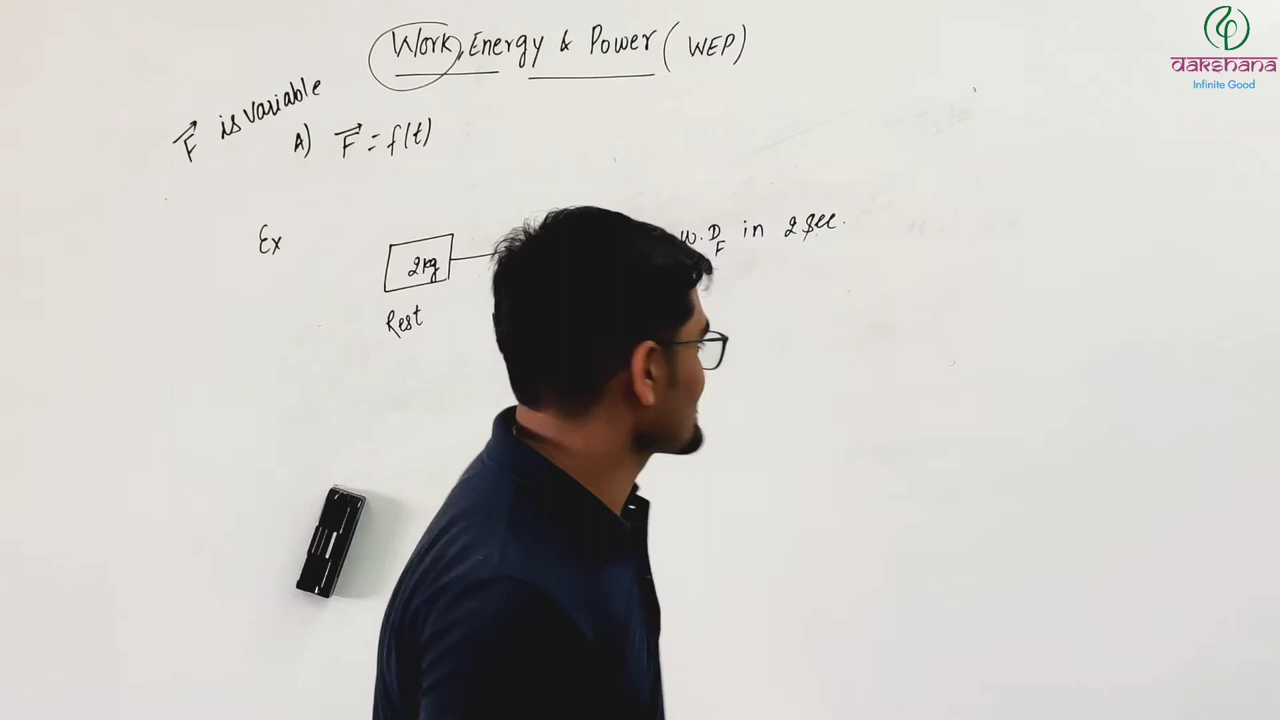 Work, Energy & Power (WEP)
F is variable
A) F = f(t)
Ex
2kg
W.D F in 2 sec.
Rest
dakshana
Infinite Good